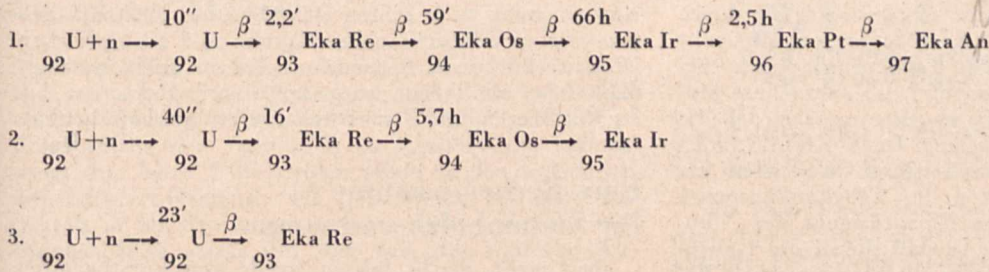 10″ β 2,2′ β 59′ β 66 h β 2,5 h β
1. U+n → U → Eka Re → Eka Os → Eka Ir → Eka Pt → Eka An
92 92 93 94 95 96 97
40″ β 16′ β 5,7 h β
2. U+n → U → Eka Re → Eka Os → Eka Ir
92 92 93 94 95
23′ β
3. U+n → U → Eka Re
92 92 93